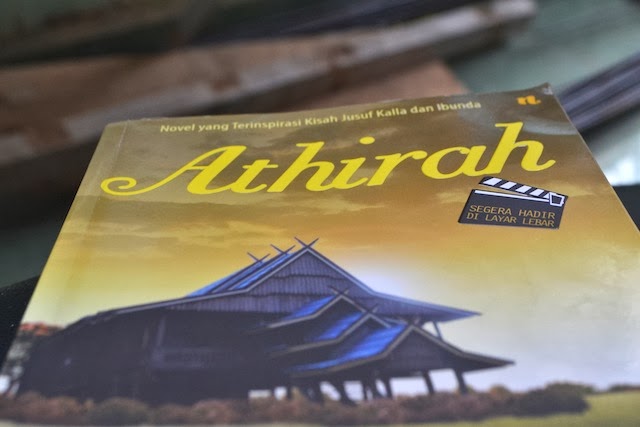 Novel yang Terinspirasi Kisah Jusuf Kalla dan Ibunda
Athirah
SEGERA HADIR
DI LAYAR LEBAR